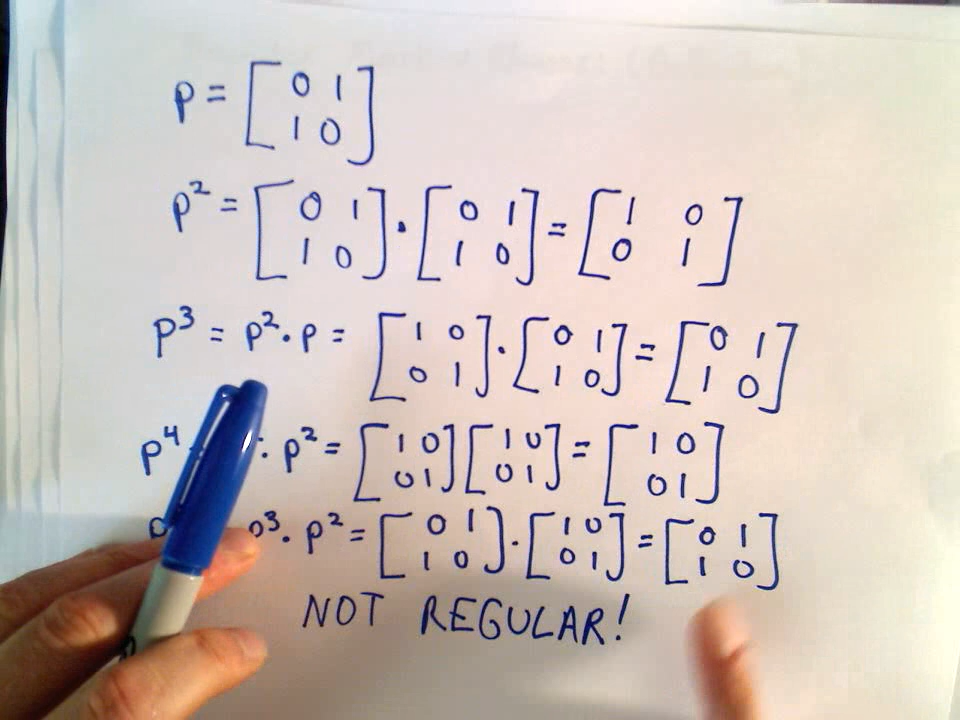 P = [0 1
1 0]
P² = [0 1 · [0 1 = [1 0
1 0] 1 0] 0 1]
P³ = P² · P = [1 0 · [0 1 = [0 1
0 1] 1 0] 1 0]
P⁴ · P² = [1 0 [1 0 = [1 0
0 1] 0 1] 0 1]
P³ · P² = [0 1 · [1 0 = [0 1
1 0] 0 1] 1 0]
NOT REGULAR!